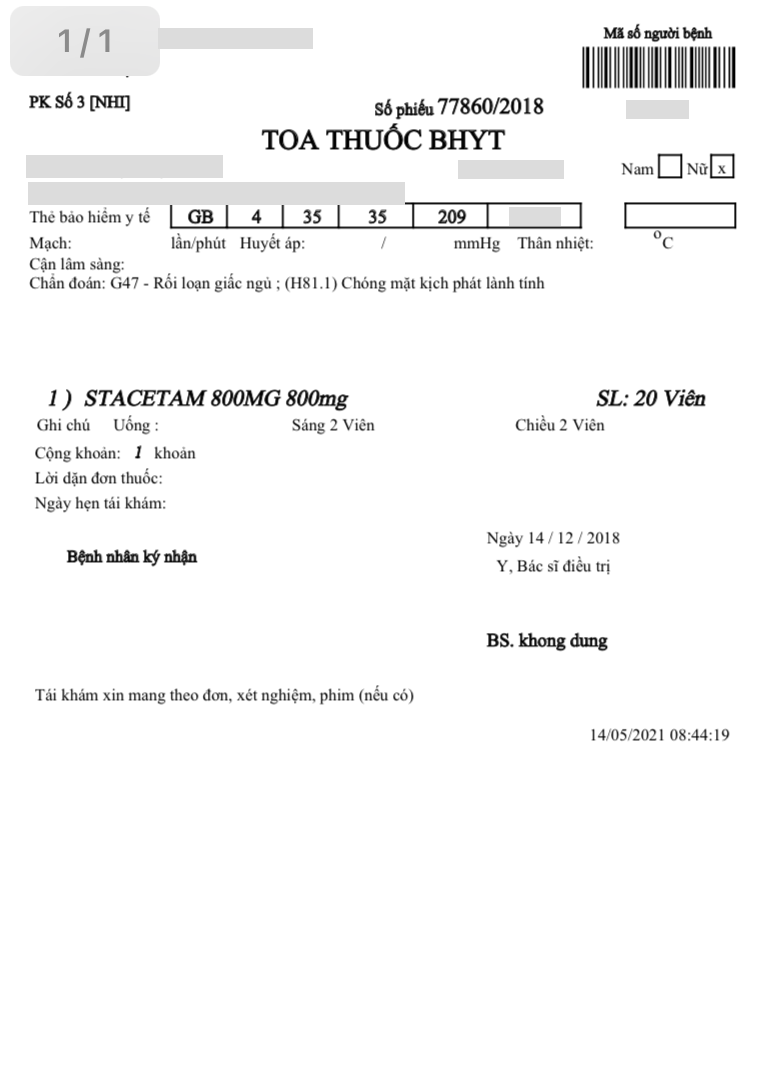 1/1
Mã số người bệnh
PK Số 3 [NHI]
Số phiếu 77860/2018
TOA THUỐC BHYT
Nam Nữ x
Thẻ bảo hiểm y tế GB 4 35 35 209
Mạch: lần/phút Huyết áp: / mmHg Thân nhiệt: °C
Cận lâm sàng:
Chẩn đoán: G47 - Rối loạn giấc ngủ ; (H81.1) Chóng mặt kịch phát lành tính
1 ) STACETAM 800MG 800mg SL: 20 Viên
Ghi chú Uống : Sáng 2 Viên Chiều 2 Viên
Cộng khoản: 1 khoản
Lời dặn đơn thuốc:
Ngày hẹn tái khám:
Ngày 14 / 12 / 2018
Bệnh nhân ký nhận
Y, Bác sĩ điều trị
BS. khong dung
Tái khám xin mang theo đơn, xét nghiệm, phim (nếu có)
14/05/2021 08:44:19